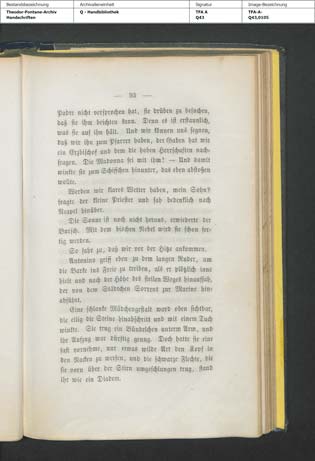 Bestandsbezeichnung Archivalieneinheit Signatur Image-Bezeichnung
Theodor-Fontane-Archiv Q - Handbibliothek TFA A TFA-A-
Handschriften Q43 Q43,0105
— 93 —
Padre nicht versprochen hat, sie drüben zu besuchen,
daß sie ihm beichten kann. Denn es ist erstaunlich,
was sie auf ihn hält. Und wir können uns segnen,
daß wir ihn zum Pfarrer haben, der Gaben hat wie
ein Erzbischof und dem die hohen Herrschaften nach-
fragen. Die Madonna sei mit ihm! — Und damit
winkte sie zum Schiffchen hinunter, das eben abstoßen
wollte.
Werden wir klares Wetter haben, mein Sohn?
fragte der kleine Priester und sah bedenklich nach
Neapel hinüber.
Die Sonne ist noch nicht heraus, erwiederte der
Bursch. Mit dem bischen Nebel wird sie schon fer-
tig werden.
So fahr zu, daß wir vor der Hitze ankommen.
Antonino griff eben zu dem langen Ruder, um
die Barke ins Freie zu treiben, als er plötzlich inne
hielt und nach der Höhe des steilen Weges hinaufsah,
der von dem Städtchen Sorrent zur Marine hin-
abführt.
Eine schlanke Mädchengestalt ward oben sichtbar,
die eilig die Steine hinabschritt und mit einem Tuch
winkte. Sie trug ein Bündelchen unterm Arm, und
ihr Aufzug war dürftig genug. Doch hatte sie eine
fast vornehme, nur etwas wilde Art den Kopf in
den Nacken zu werfen, und die schwarze Flechte, die
sie vorn über der Stirn umgeschlungen trug, stand
ihr wie ein Diadem.